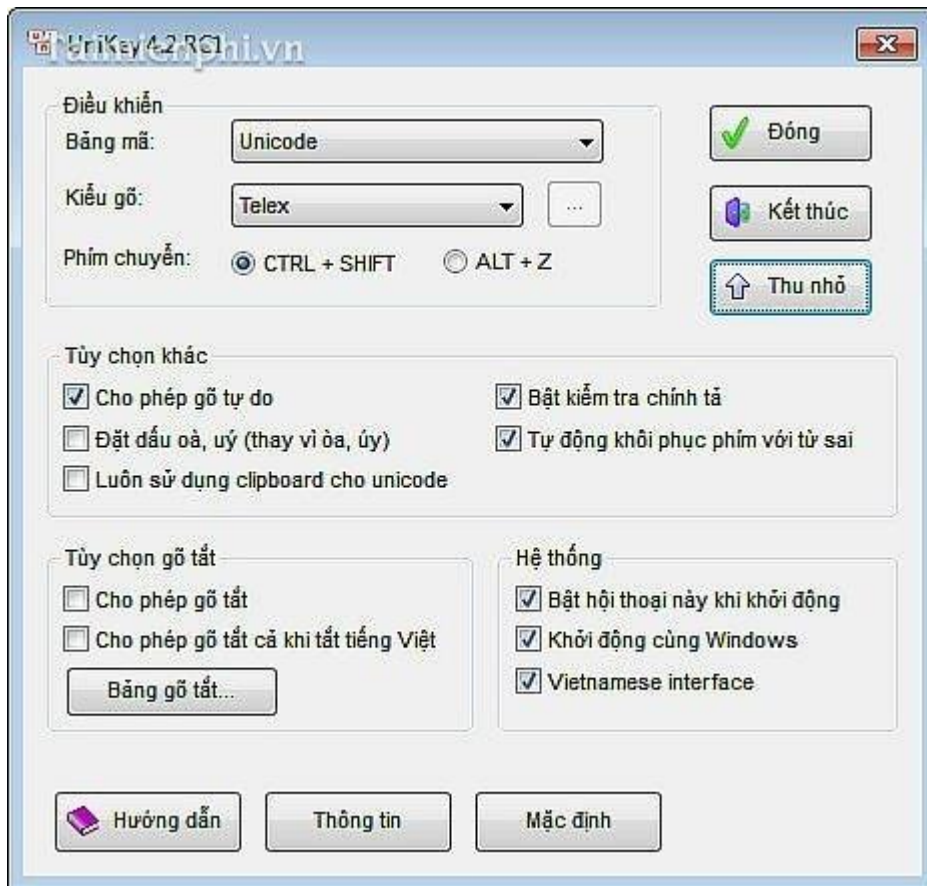 UniKey 4.2 RC1
Taimienphi.vn
Điều khiển
Bảng mã:
Unicode
Đóng
Kiểu gõ:
Telex
...
Kết thúc
Phím chuyển:
CTRL + SHIFT
ALT + Z
Thu nhỏ
Tùy chọn khác
Cho phép gõ tự do
Bật kiểm tra chính tả
Đặt dấu oà, uý (thay vì òa, úy)
Tự động khôi phục phím với từ sai
Luôn sử dụng clipboard cho unicode
Tùy chọn gõ tắt
Cho phép gõ tắt
Cho phép gõ tắt cả khi tắt tiếng Việt
Bảng gõ tắt...
Hệ thống
Bật hội thoại này khi khởi động
Khởi động cùng Windows
Vietnamese interface
Hướng dẫn
Thông tin
Mặc định